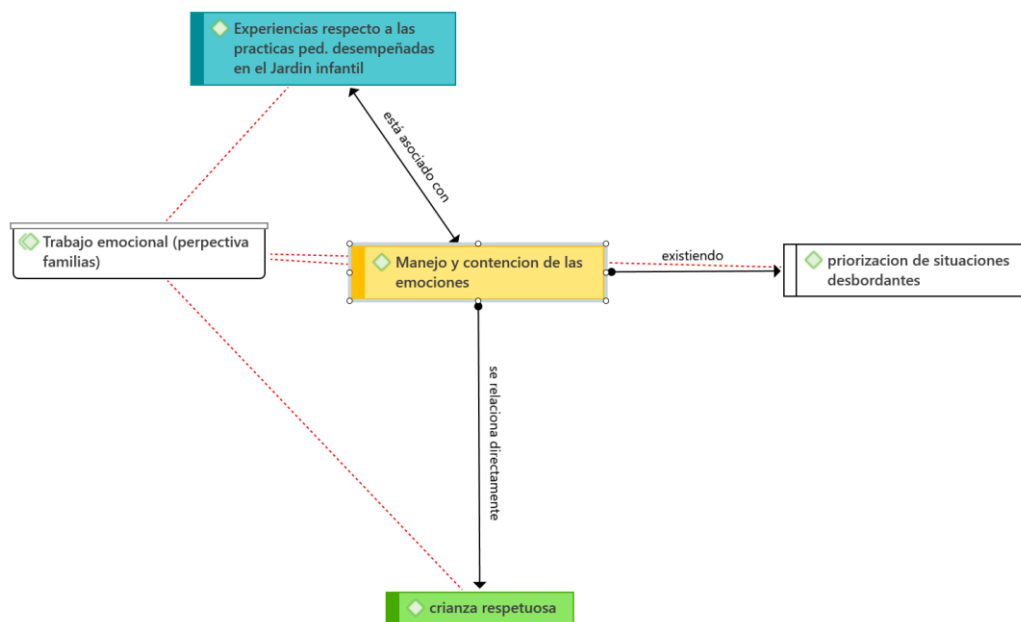 Experiencias respecto a las
practicas ped. desempeñadas
en el Jardin infantil
está asociado con
Trabajo emocional (perpectiva
familias)
Manejo y contencion de las
emociones
existiendo
priorizacion de situaciones
desbordantes
se relaciona directamente
crianza respetuosa